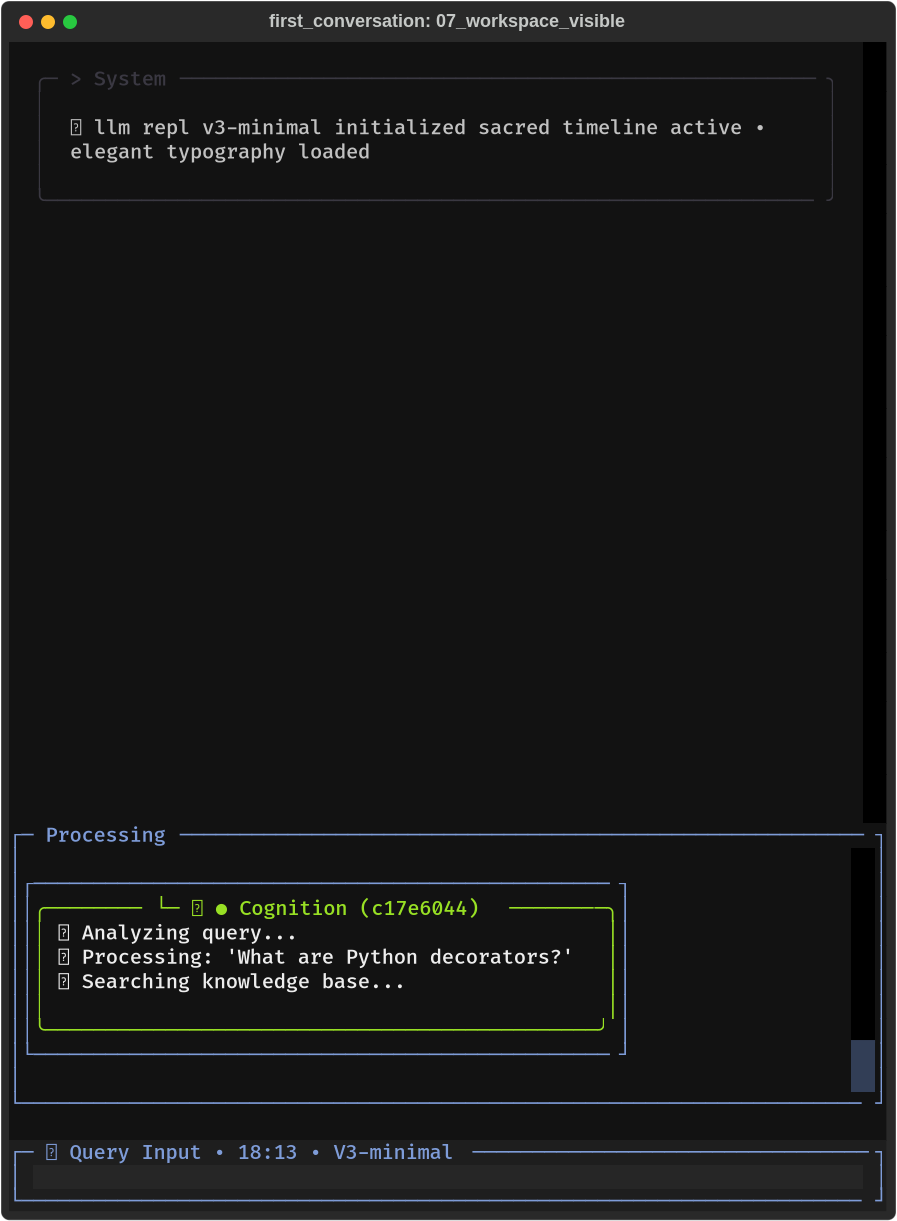 first_conversation: 07_workspace_visible
> System
llm repl v3-minimal initialized sacred timeline active •
elegant typography loaded
Processing
● Cognition (c17e6044)
Analyzing query...
Processing: 'What are Python decorators?'
Searching knowledge base...
Query Input • 18:13 • V3-minimal